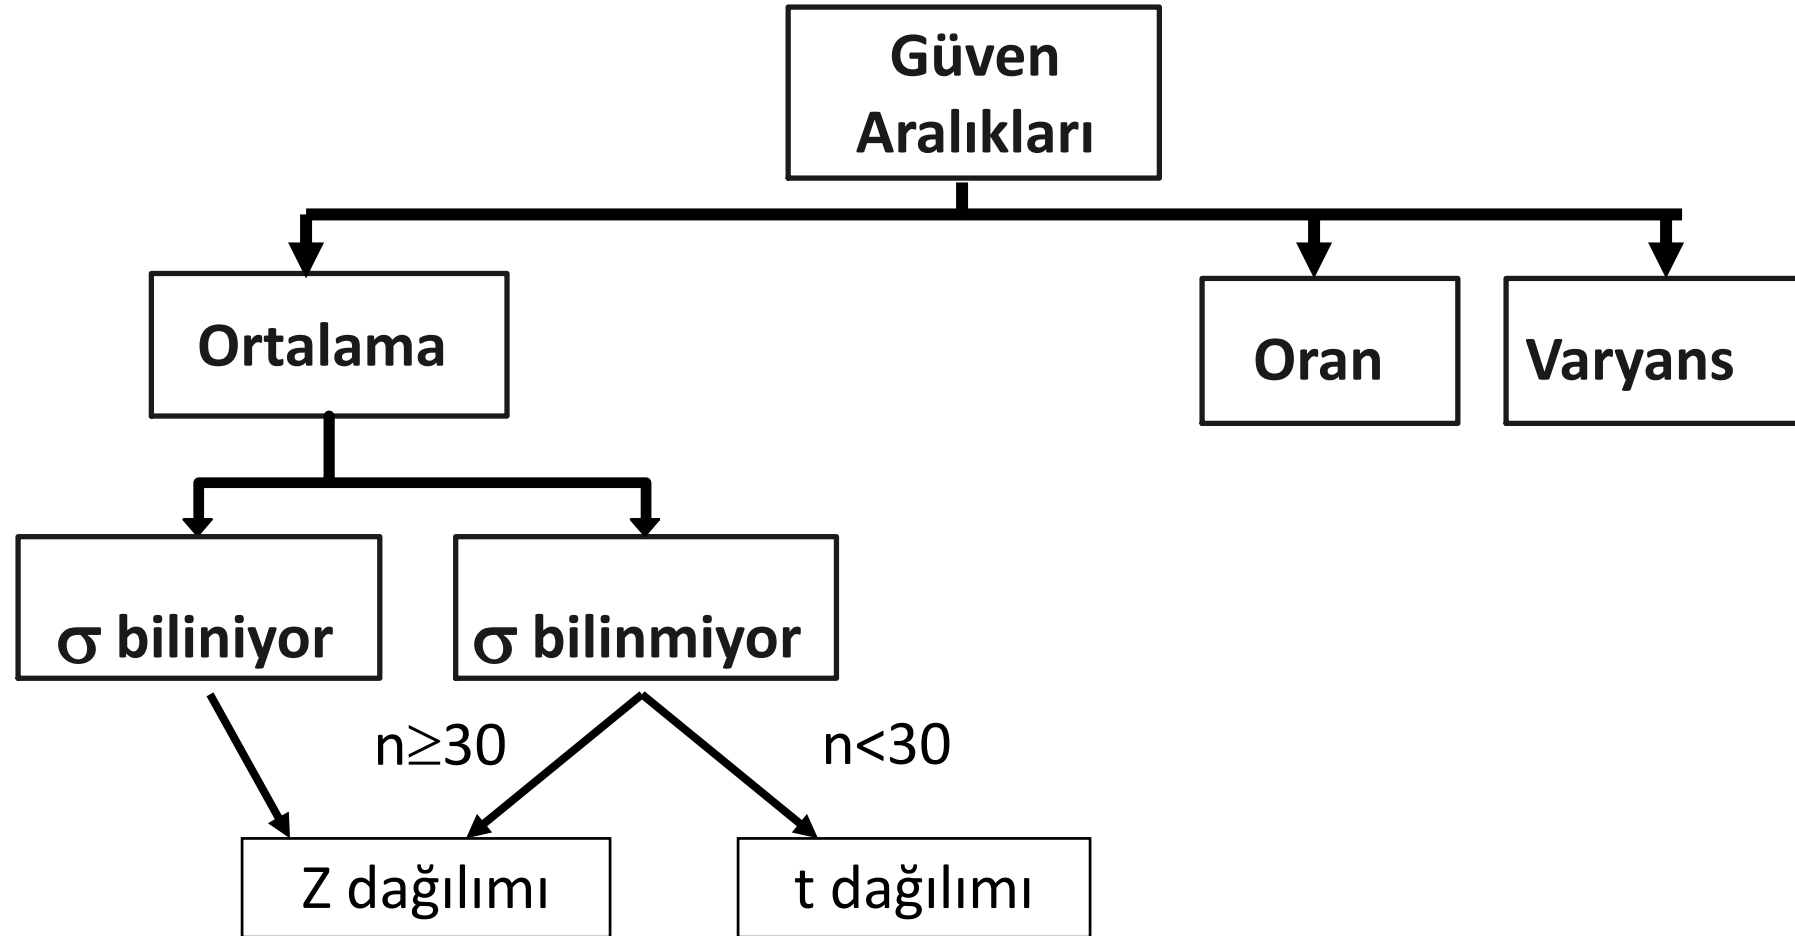 Güven
Aralıkları
Ortalama
Oran
Varyans
σ biliniyor
σ bilinmiyor
n≥30
n<30
Z dağılımı
t dağılımı